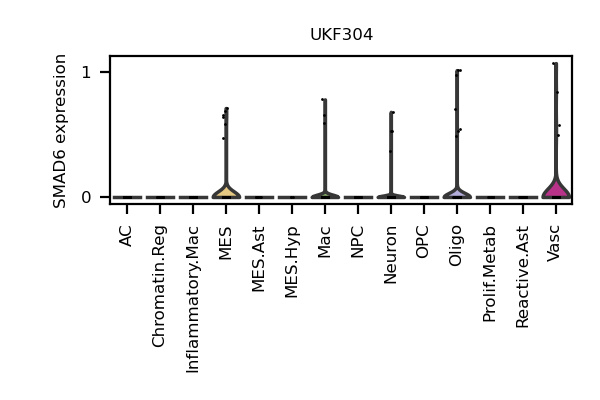 UKF304
SMAD6 expression
1
0
AC
Chromatin.Reg
Inflammatory.Mac
MES
MES.Ast
MES.Hyp
Mac
NPC
Neuron
OPC
Oligo
Prolif.Metab
Reactive.Ast
Vasc